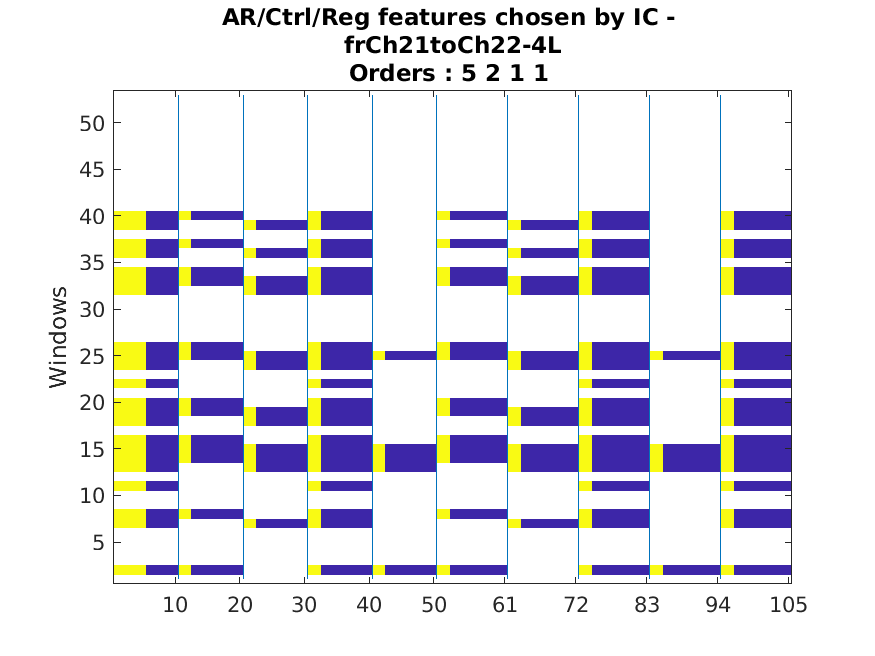 AR/Ctrl/Reg features chosen by IC -
frCh21toCh22-4L
Orders : 5 2 1 1
50
45
40
35
30
25
20
15
10
5
Windows
10 20 30 40 50 61 72 83 94 105